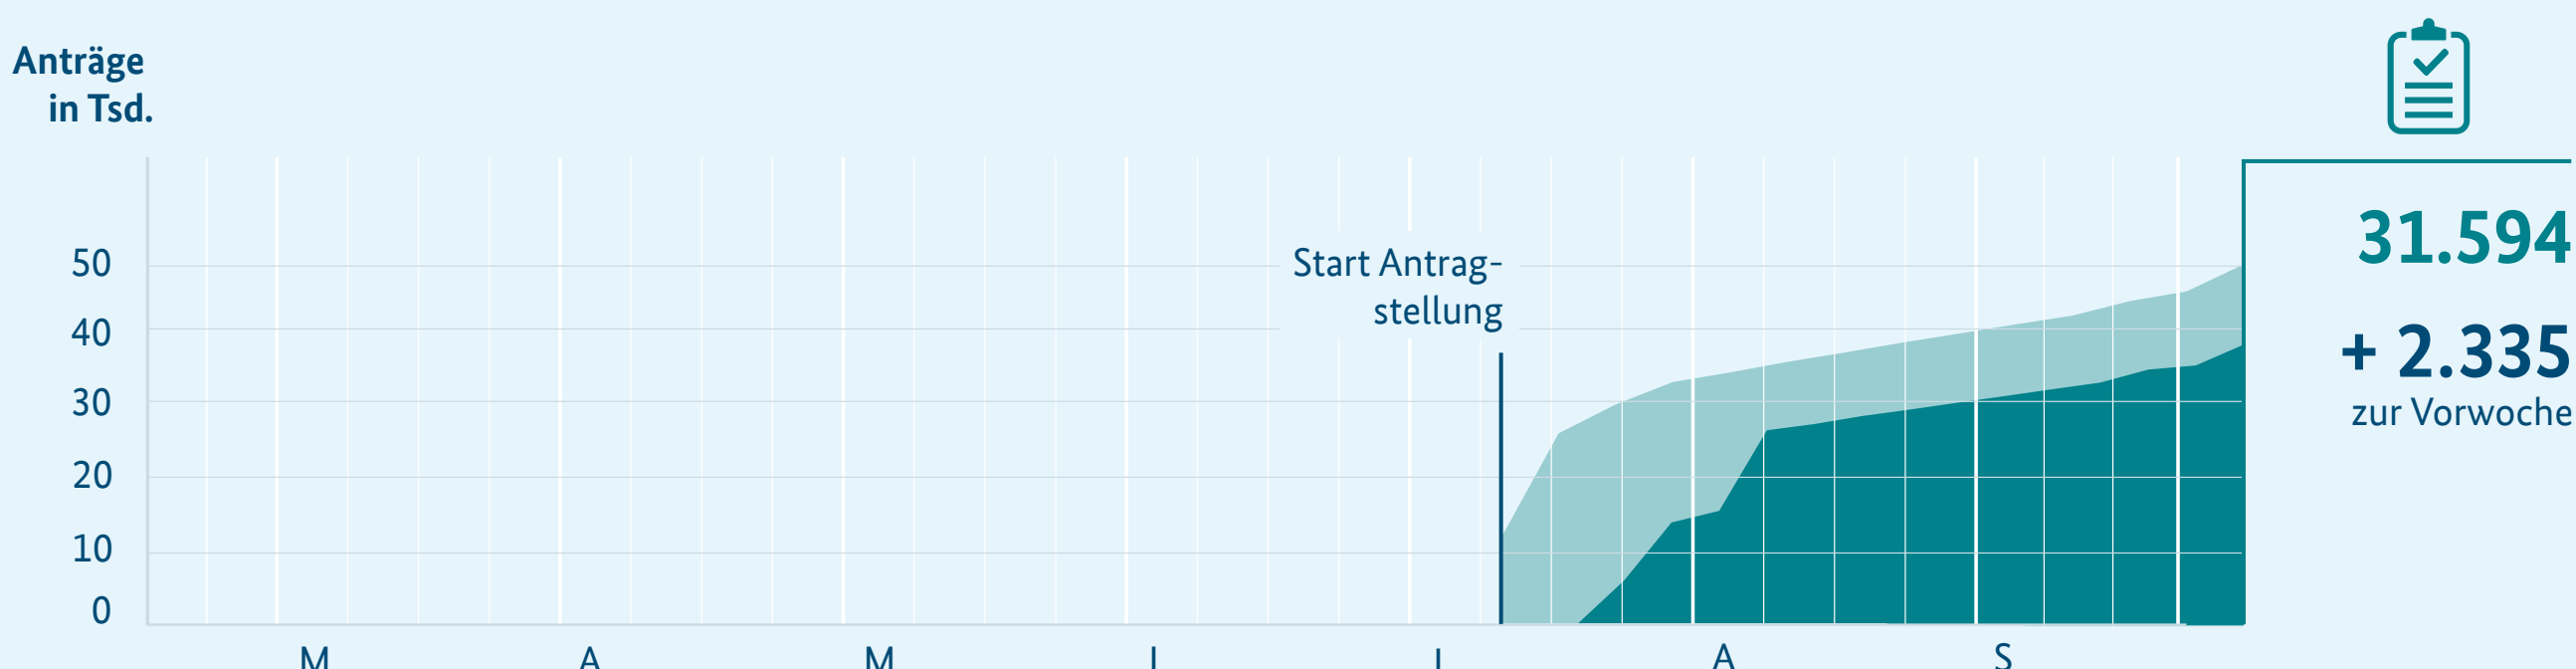 Anträge
in Tsd.
31.594
50
Start Antrag-
stellung
40
+ 2.335
30
zur Vorwoche
20
10
0
M
A
M
J
J
A
S